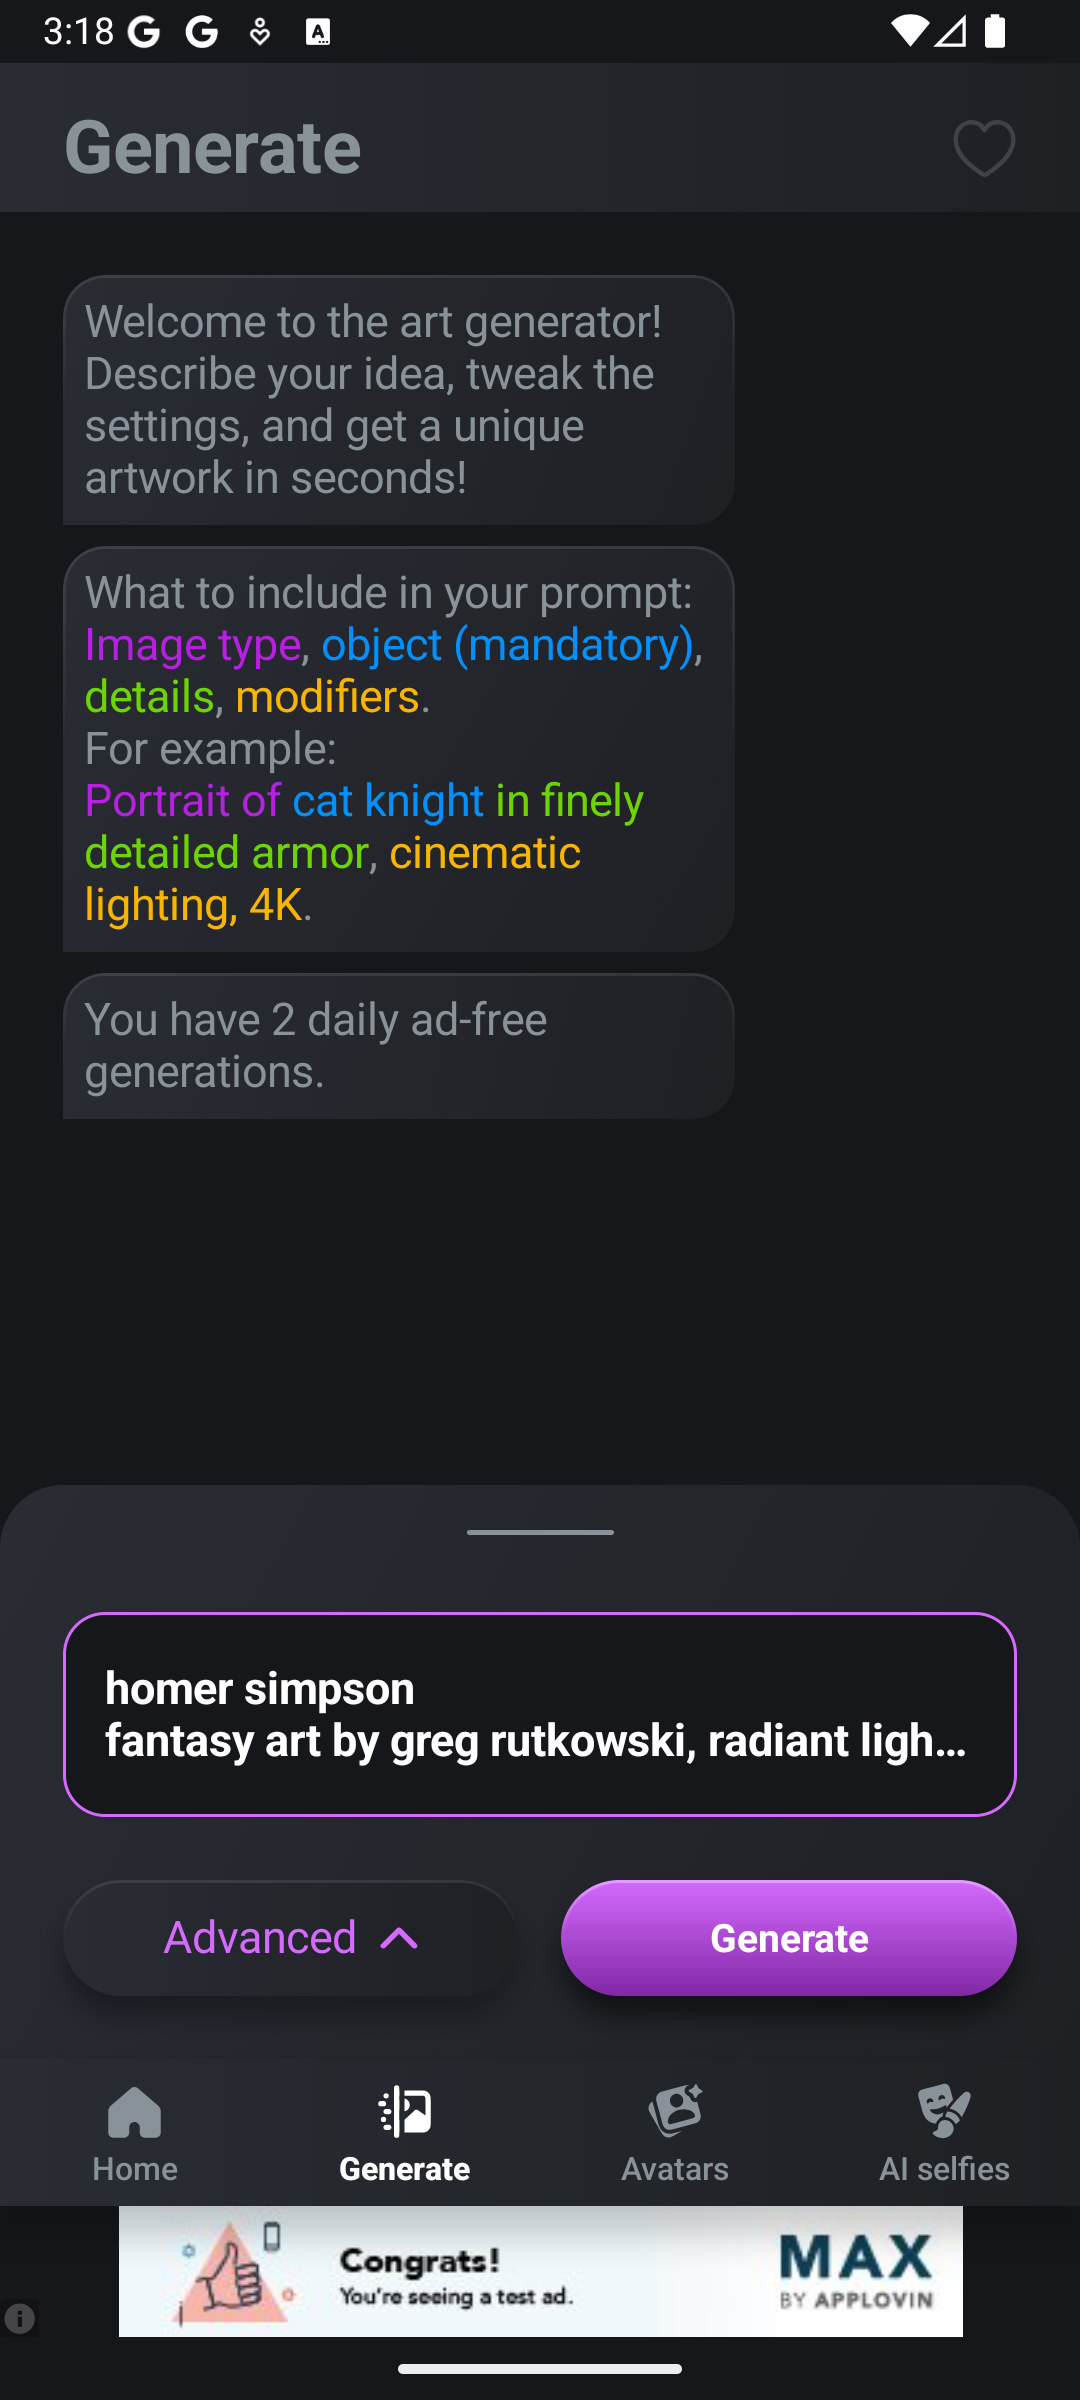 3:18
Generate
Welcome to the art generator!
Describe your idea, tweak the
settings, and get a unique
artwork in seconds!
What to include in your prompt:
Image type, object (mandatory),
details, modifiers.
For example:
Portrait of cat knight in finely
detailed armor, cinematic
lighting, 4K.
You have 2 daily ad-free
generations.
homer simpson
fantasy art by greg rutkowski, radiant ligh...
Advanced
Generate
Home
Generate
Avatars
AI selfies
Congrats!
You're seeing a test ad.
MAX
BY APPLOVIN